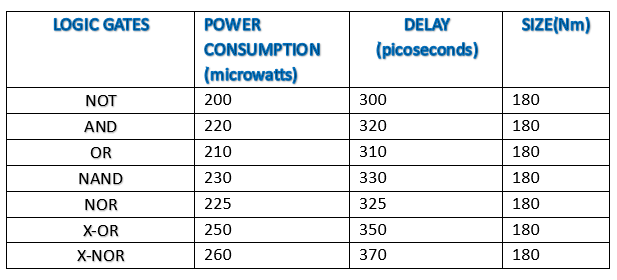 LOGIC GATES POWER CONSUMPTION (microwatts) DELAY (picoseconds) SIZE(Nm)
NOT 200 300 180
AND 220 320 180
OR 210 310 180
NAND 230 330 180
NOR 225 325 180
X-OR 250 350 180
X-NOR 260 370 180